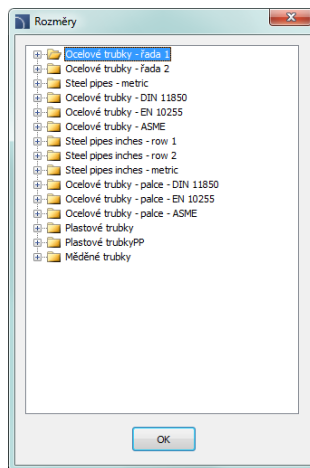 Rozměry
Ocelové trubky - řada 1
Ocelové trubky - řada 2
Steel pipes - metric
Ocelové trubky - DIN 11850
Ocelové trubky - EN 10255
Ocelové trubky - ASME
Steel pipes inches - row 1
Steel pipes inches - row 2
Steel pipes inches - metric
Ocelové trubky - palce - DIN 11850
Ocelové trubky - palce - EN 10255
Ocelové trubky - palce - ASME
Plastové trubky
Plastové trubkyPP
Měděné trubky
OK